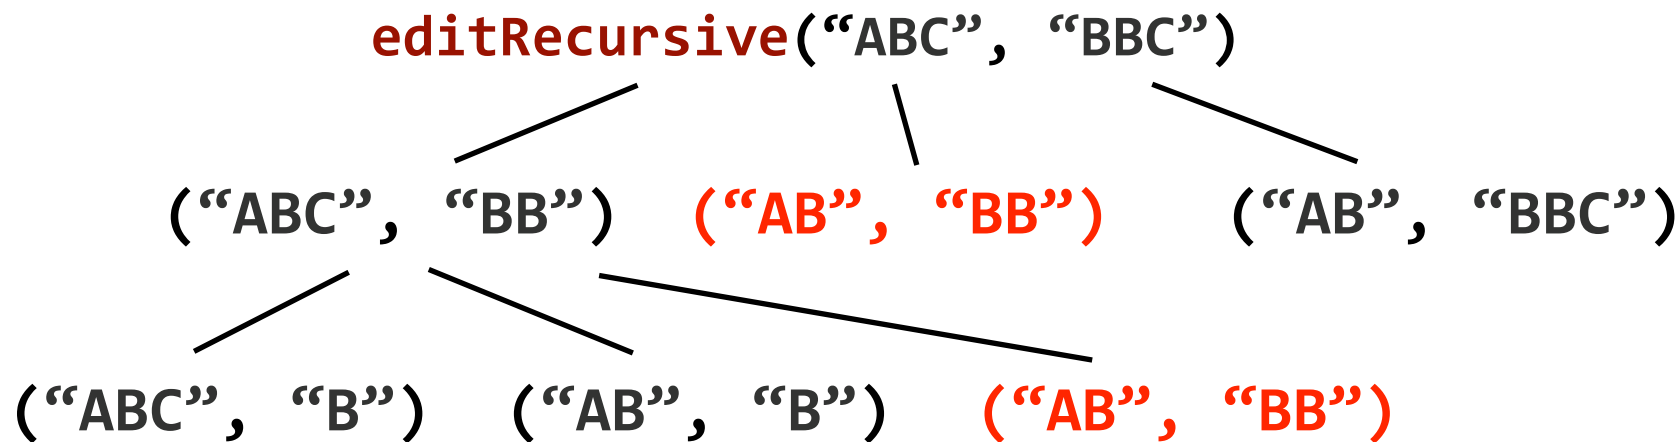 editRecursive(“ABC”, “BBC”)
(“ABC”, “BB”) (“AB”, “BB”) (“AB”, “BBC”)
(“ABC”, “B”) (“AB”, “B”) (“AB”, “BB”)